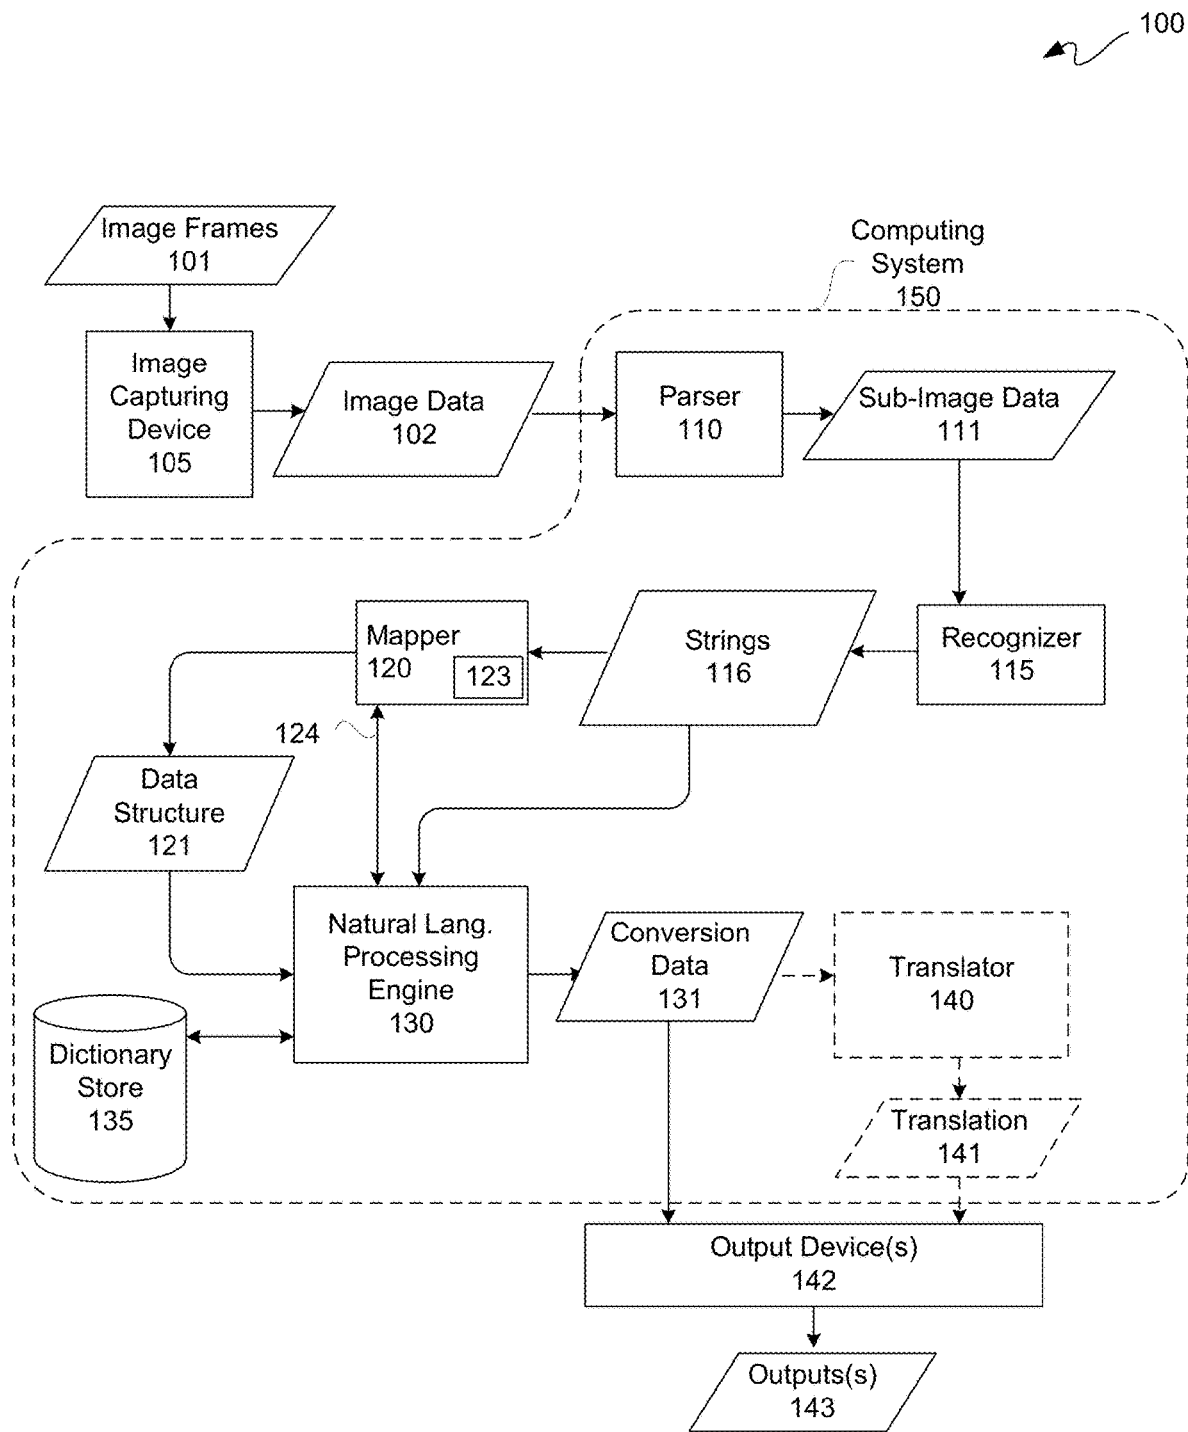 100
Image Frames
101
Computing
System
150
Image
Capturing
Device
105
Image Data
102
Parser
110
Sub-Image Data
111
Mapper
120
123
Strings
116
Recognizer
115
124
Data
Structure
121
Natural Lang.
Processing
Engine
130
Conversion
Data
131
Translator
140
Dictionary
Store
135
Translation
141
Output Device(s)
142
Outputs(s)
143